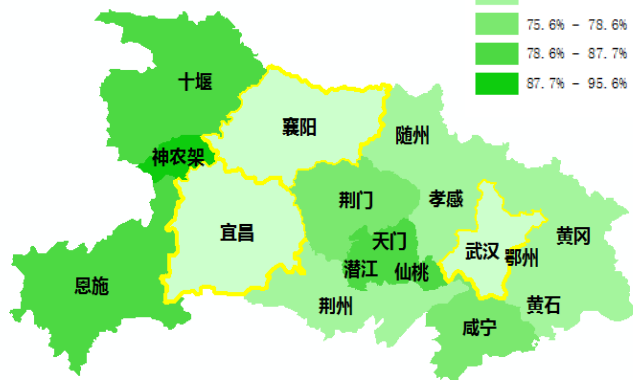 75.6% - 78.6%
78.6% - 87.7%
87.7% - 95.6%
十堰
襄阳
随州
神农架
荆门
孝感
宜昌
天门
武汉
黄冈
鄂州
潜江
仙桃
恩施
荆州
黄石
咸宁